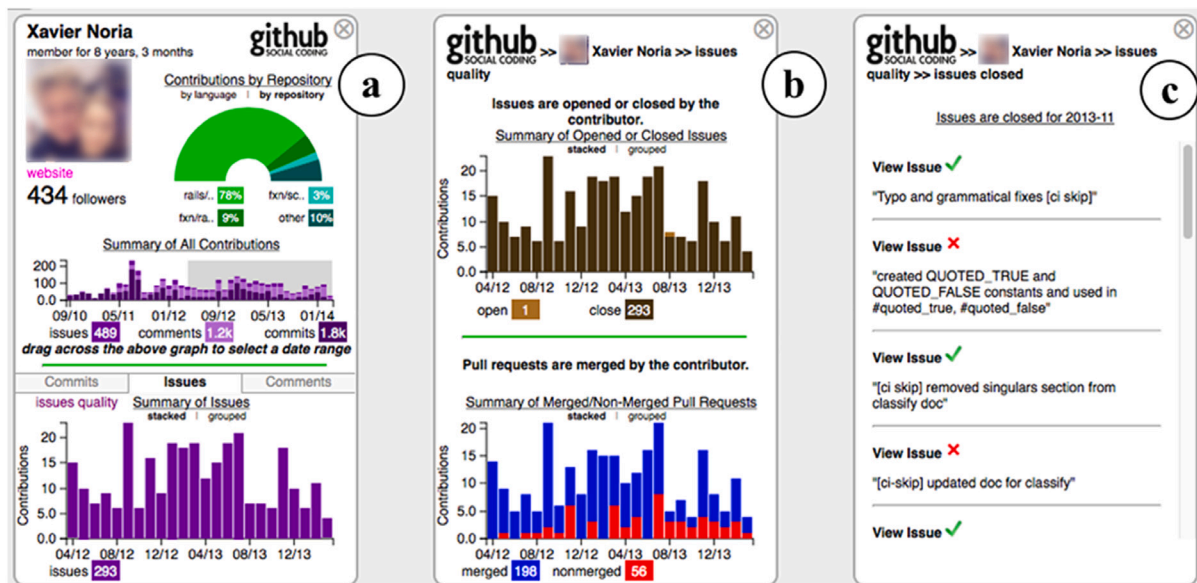 Xavier Noria
member for 8 years, 3 months
github
SOCIAL CODING
a
Contributions by Repository
by language | by repository
website
434 followers
rails/.. 78% fxn/sc.. 3%
fxn/ra.. 9% other 10%
Summary of All Contributions
200
100
0.0
09/10 05/11 01/12 09/12 05/13 01/14
issues 489 comments 1.2k commits 1.8k
drag across the above graph to select a date range
Commits Issues Comments
issues quality Summary of Issues
stacked | grouped
Contributions
20
15
10
5.0
0.0
04/12 08/12 12/12 04/13 08/13 12/13
issues 293
github
SOCIAL CODING
>> Xavier Noria >> issues
quality
b
Issues are opened or closed by the
contributor.
Summary of Opened or Closed Issues
stacked | grouped
Contributions
20
15
10
5.0
0.0
04/12 08/12 12/12 04/13 08/13 12/13
open 1 close 293
Pull requests are merged by the contributor.
Summary of Merged/Non-Merged Pull Requests
stacked | grouped
Contributions
20
15
10
5.0
0.0
04/12 08/12 12/12 04/13 08/13 12/13
merged 198 nonmerged 56
github
SOCIAL CODING
>> Xavier Noria >> issues
quality >> issues closed
c
Issues are closed for 2013-11
View Issue
"Typo and grammatical fixes [ci skip]"
View Issue
"created QUOTED_TRUE and
QUOTED_FALSE constants and used in
#quoted_true, #quoted_false"
View Issue
"[ci skip] removed singulars section from
classify doc"
View Issue
"[ci-skip] updated doc for classify"
View Issue